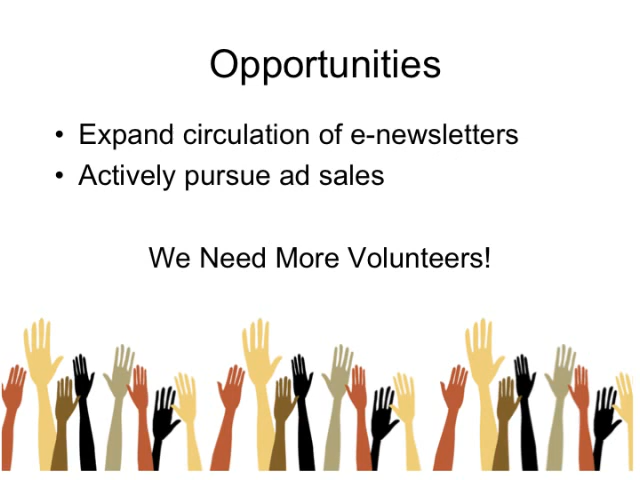 Opportunities
• Expand circulation of e-newsletters
• Actively pursue ad sales
We Need More Volunteers!